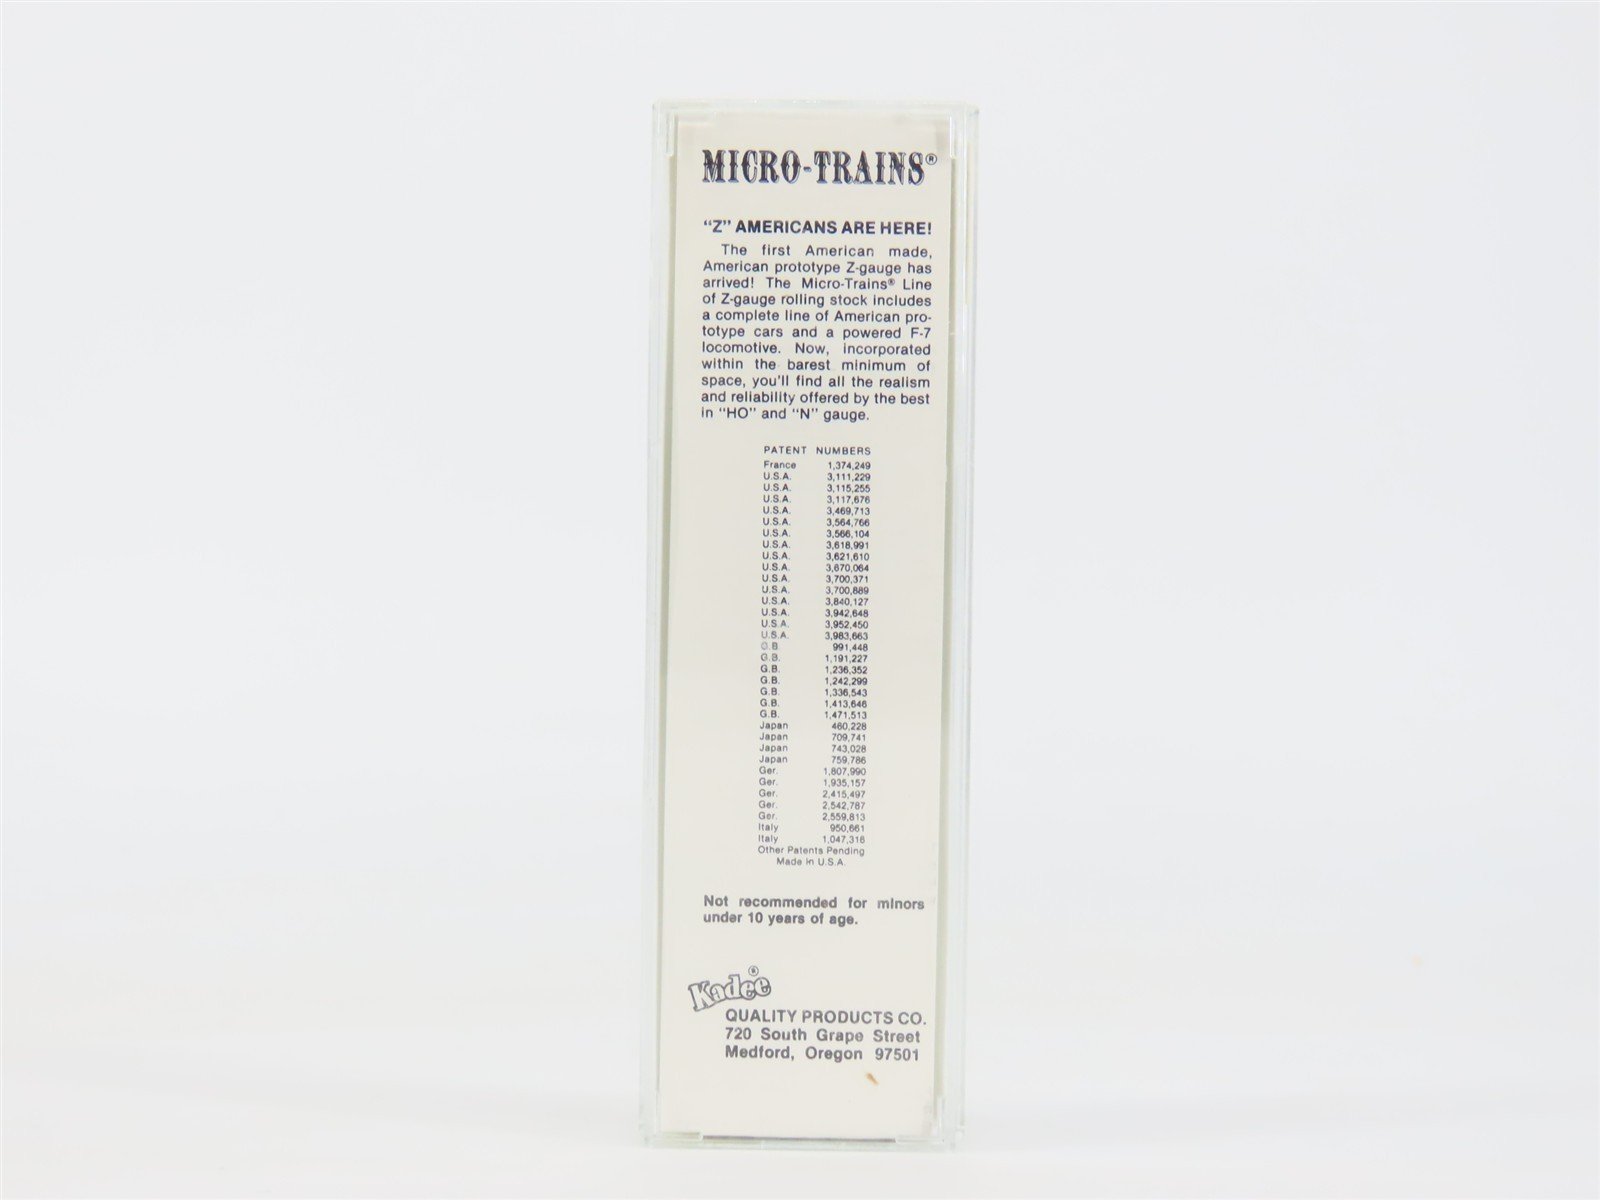 MICRO-TRAINS®
"Z" AMERICANS ARE HERE!
The first American made,
American prototype Z-gauge has
arrived! The Micro-Trains® Line
of Z-gauge rolling stock includes
a complete line of American pro-
totype cars and a powered F-7
locomotive. Now, incorporated
within the barest minimum of
space, you'll find all the realism
and reliability offered by the best
in "HO" and "N" gauge.
PATENT NUMBERS
France 1,374,249
U.S.A. 3,111,229
U.S.A. 3,115,255
U.S.A. 3,117,676
U.S.A. 3,469,713
U.S.A. 3,564,766
U.S.A. 3,566,104
U.S.A. 3,618,991
U.S.A. 3,621,610
U.S.A. 3,670,064
U.S.A. 3,700,371
U.S.A. 3,700,889
U.S.A. 3,840,127
U.S.A. 3,942,648
U.S.A. 3,952,450
U.S.A. 3,983,663
G.B. 991,448
G.B. 1,191,227
G.B. 1,236,352
G.B. 1,242,299
G.B. 1,336,543
G.B. 1,413,646
G.B. 1,471,513
Japan 460,228
Japan 709,741
Japan 743,028
Japan 759,786
Ger. 1,807,990
Ger. 1,935,157
Ger. 2,415,497
Ger. 2,542,787
Ger. 2,559,813
Italy 950,661
Italy 1,047,316
Other Patents Pending
Made in U.S.A.
Not recommended for minors
under 10 years of age.
Kadee®
QUALITY PRODUCTS CO.
720 South Grape Street
Medford, Oregon 97501